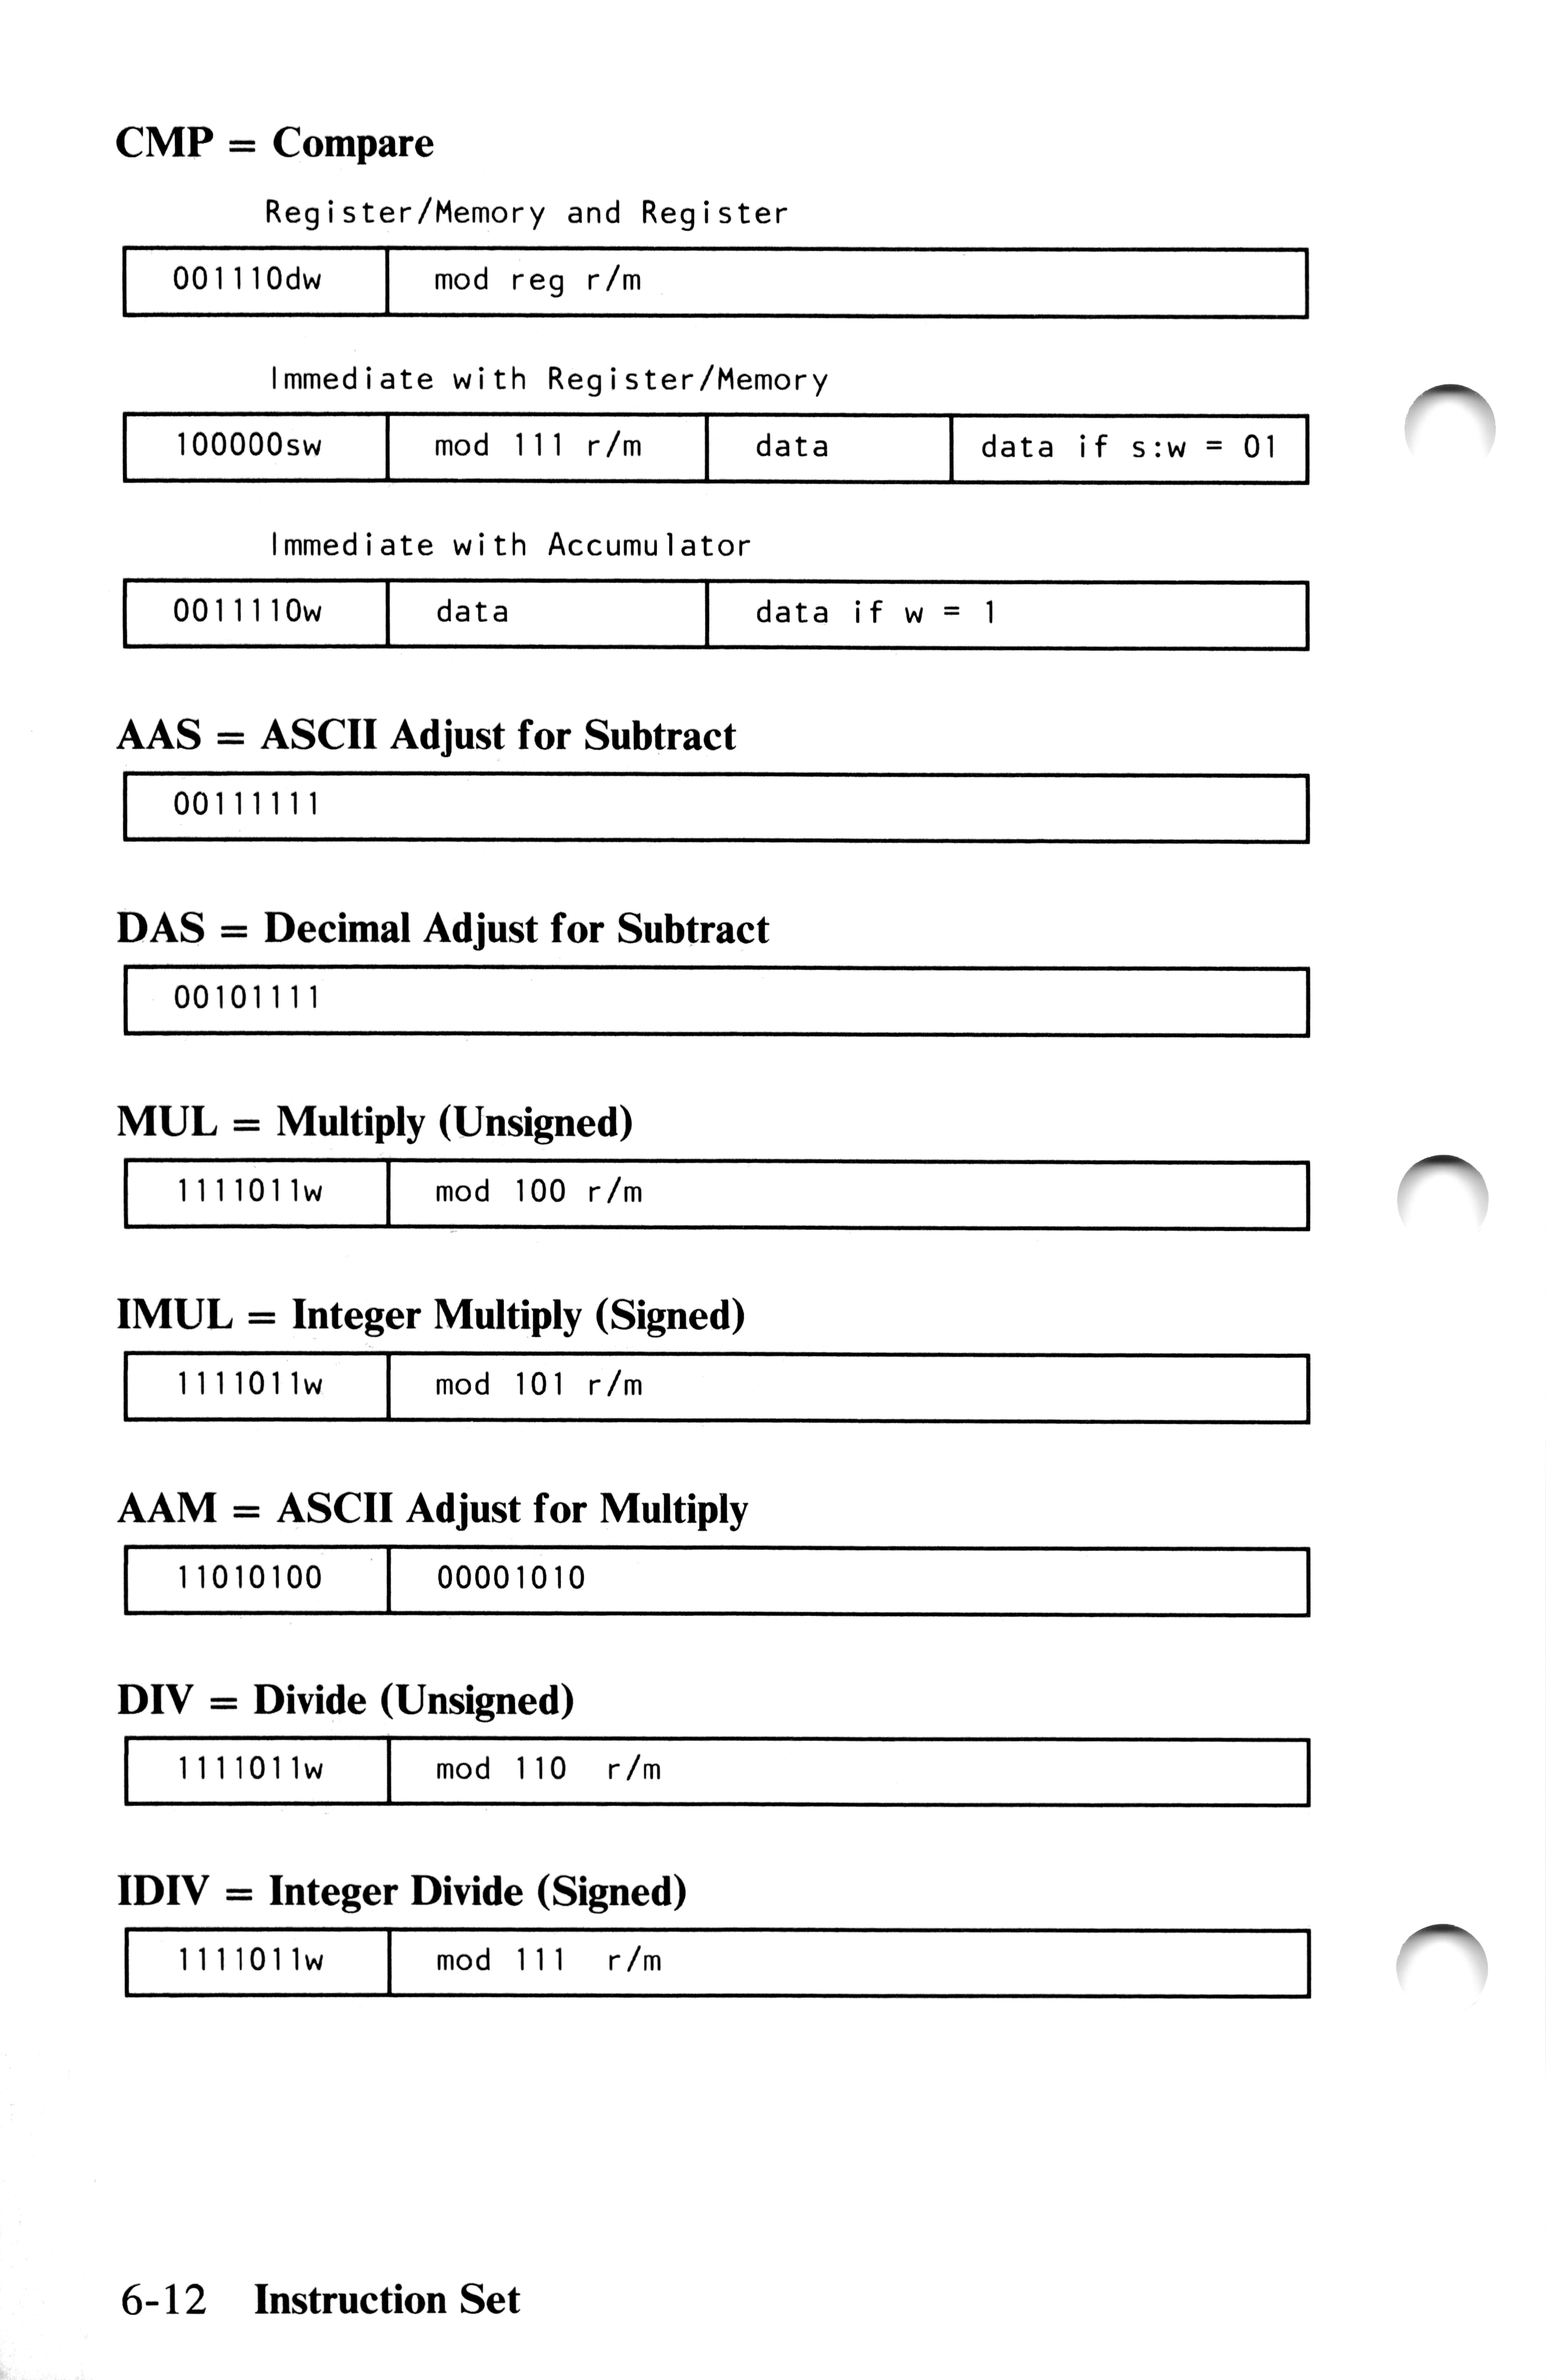 CMP = Compare
Register/Memory and Register
001110dw mod reg r/m
Immediate with Register/Memory
100000sw mod 111 r/m data data if s:w = 01
Immediate with Accumulator
0011110w data data if w = 1
AAS = ASCII Adjust for Subtract
00111111
DAS = Decimal Adjust for Subtract
00101111
MUL = Multiply (Unsigned)
1111011w mod 100 r/m
IMUL = Integer Multiply (Signed)
1111011w mod 101 r/m
AAM = ASCII Adjust for Multiply
11010100 00001010
DIV = Divide (Unsigned)
1111011w mod 110 r/m
IDIV = Integer Divide (Signed)
1111011w mod 111 r/m
6-12 Instruction Set